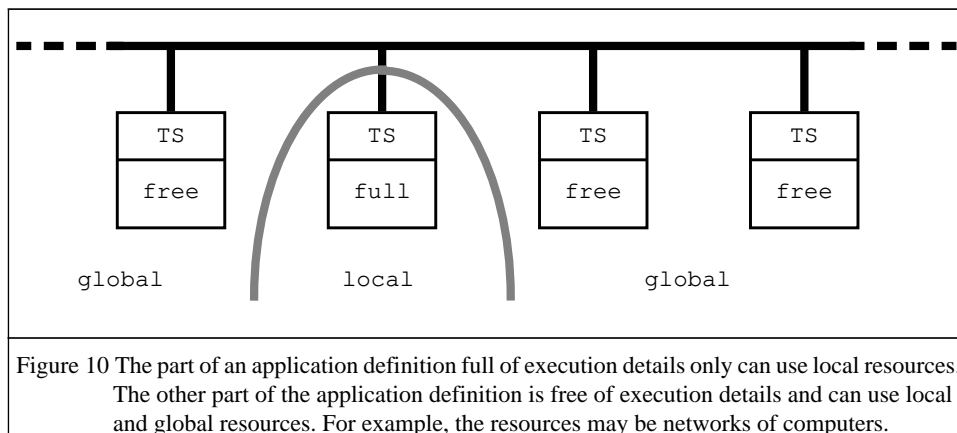 TS TS TS TS
free full free free
global local global
Figure 10 The part of an application definition full of execution details only can use local resources.
The other part of the application definition is free of execution details and can use local
and global resources. For example, the resources may be networks of computers.